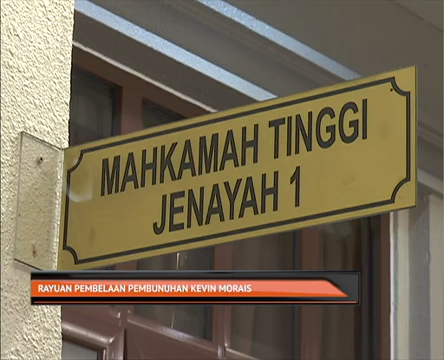 MAHKAMAH TINGGI
JENAYAH 1
RAYUAN PEMBELAAN PEMBUNUHAN KEVIN MORAIS